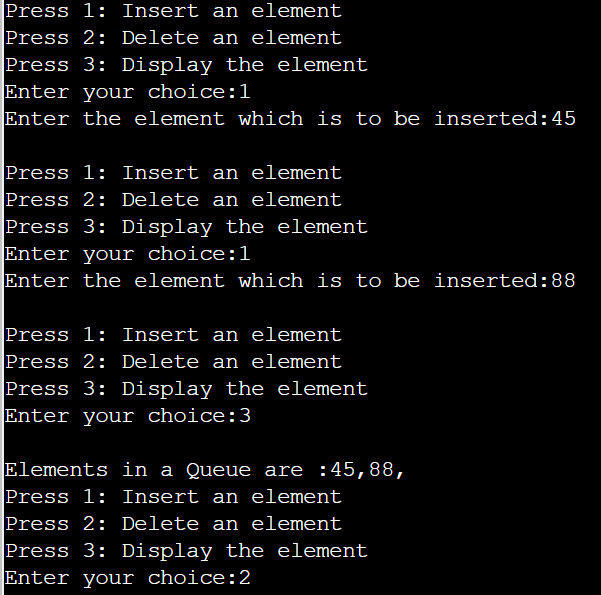 Press 1: Insert an element
Press 2: Delete an element
Press 3: Display the element
Enter your choice:1
Enter the element which is to be inserted:45
Press 1: Insert an element
Press 2: Delete an element
Press 3: Display the element
Enter your choice:1
Enter the element which is to be inserted:88
Press 1: Insert an element
Press 2: Delete an element
Press 3: Display the element
Enter your choice:3
Elements in a Queue are :45,88,
Press 1: Insert an element
Press 2: Delete an element
Press 3: Display the element
Enter your choice:2